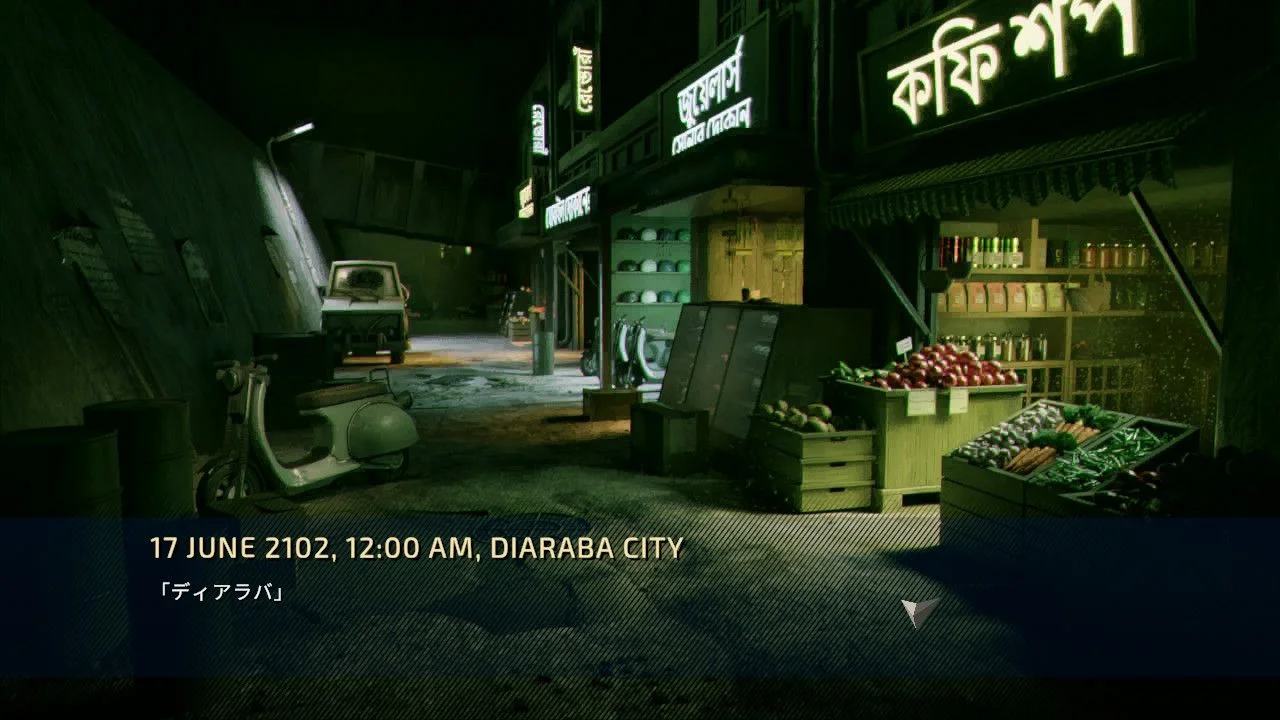 রেস্তোরা
জুয়েলার্স
সোনার দোকান
কফি শপ
17 JUNE 2102, 12:00 AM, DIARABA CITY
「ディアラバ」